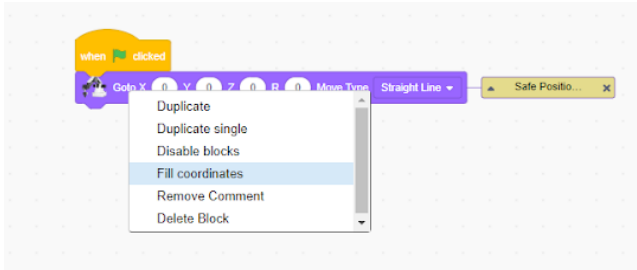 when clicked
Goto X 0 Y 0 Z 0 R 0 Move Type Straight Line
Safe Positio...
Duplicate
Duplicate single
Disable blocks
Fill coordinates
Remove Comment
Delete Block